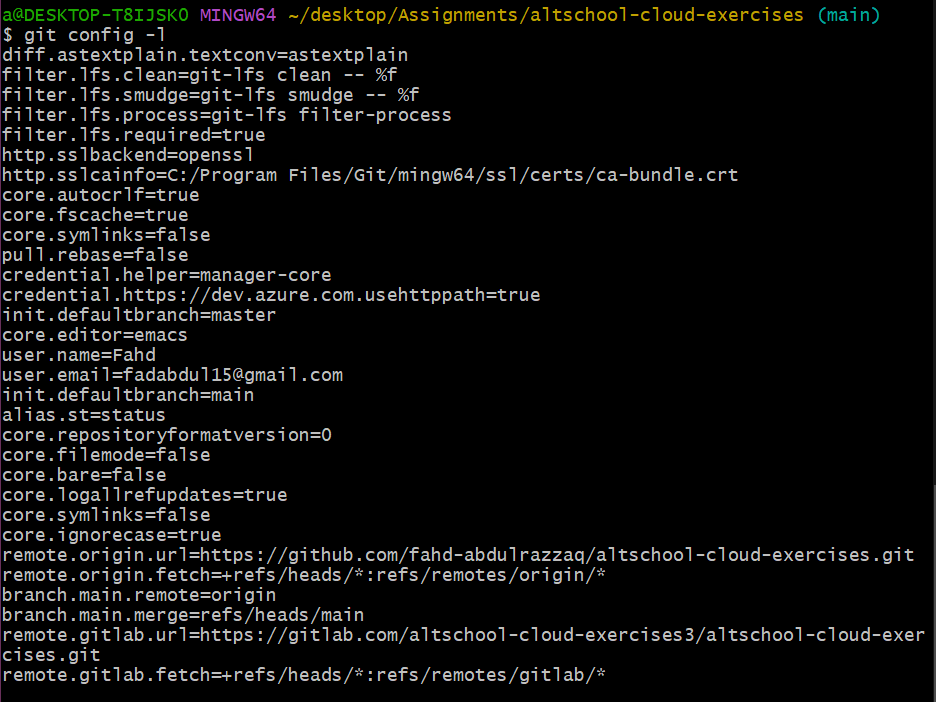 a@DESKTOP-T8IJSKO MINGW64 ~/desktop/Assignments/altschool-cloud-exercises (main)
$ git config -l
diff.astextplain.textconv=astextplain
filter.lfs.clean=git-lfs clean -- %f
filter.lfs.smudge=git-lfs smudge -- %f
filter.lfs.process=git-lfs filter-process
filter.lfs.required=true
http.sslbackend=openssl
http.sslcainfo=C:/Program Files/Git/mingw64/ssl/certs/ca-bundle.crt
core.autocrlf=true
core.fscache=true
core.symlinks=false
pull.rebase=false
credential.helper=manager-core
credential.https://dev.azure.com.usehttppath=true
init.defaultbranch=master
core.editor=emacs
user.name=Fahd
user.email=fadabdul15@gmail.com
init.defaultbranch=main
alias.st=status
core.repositoryformatversion=0
core.filemode=false
core.bare=false
core.logallrefupdates=true
core.symlinks=false
core.ignorecase=true
remote.origin.url=https://github.com/fahd-abdulrazzaq/altschool-cloud-exercises.git
remote.origin.fetch=+refs/heads/*:refs/remotes/origin/*
branch.main.remote=origin
branch.main.merge=refs/heads/main
remote.gitlab.url=https://gitlab.com/altschool-cloud-exercises3/altschool-cloud-exer
cises.git
remote.gitlab.fetch=+refs/heads/*:refs/remotes/gitlab/*